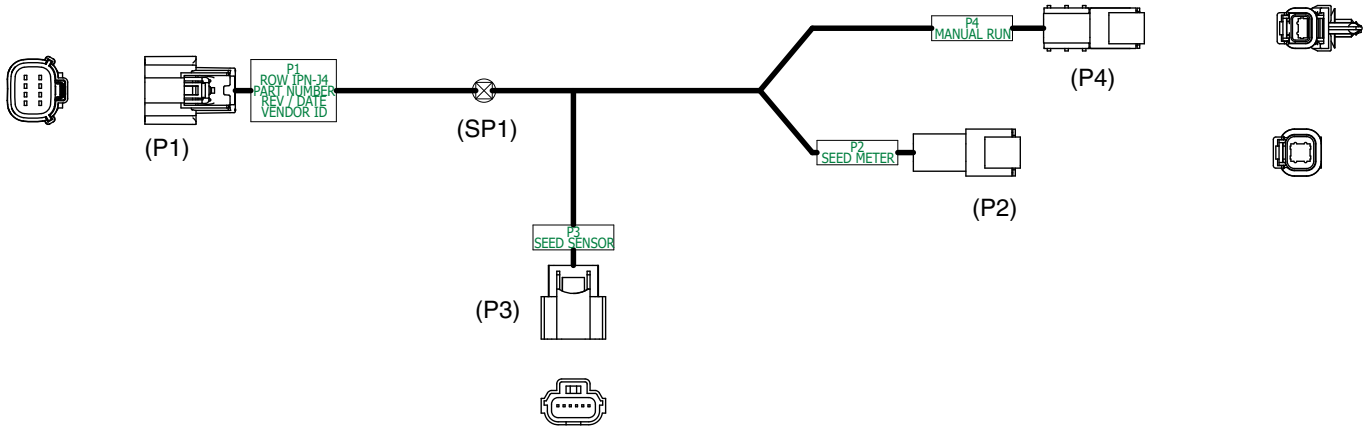 P4
MANUAL RUN
(P4)
P1
ROW IPN-J4
PART NUMBER
REV / DATE
VENDOR ID
(P1)
(SP1)
P2
SEED METER
(P2)
P3
SEED SENSOR
(P3)